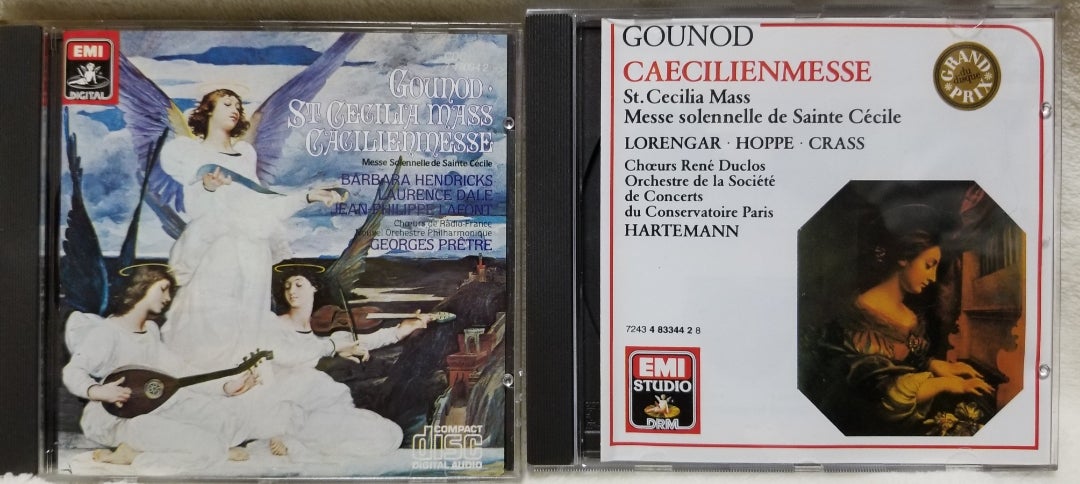 EMI
DIGITAL
GOUNOD ·
ST CECILIA MASS
CÄCILIENMESSE
Messe Solennelle de Sainte Cécile
BARBARA HENDRICKS
LAURENCE DALE
JEAN-PHILIPPE LAFONT
Chœurs de Radio-France
Nouvel Orchestre Philharmonique
GEORGES PRÊTRE
COMPACT
disc
DIGITAL AUDIO
GOUNOD
CAECILIENMESSE
St. Cecilia Mass
Messe solennelle de Sainte Cécile
LORENGAR · HOPPE · CRASS
Chœurs René Duclos
Orchestre de la Société
de Concerts
du Conservatoire Paris
HARTEMANN
GRAND
PRIX
du
disque
7243 4 83344 2 8
EMI
STUDIO
DRM